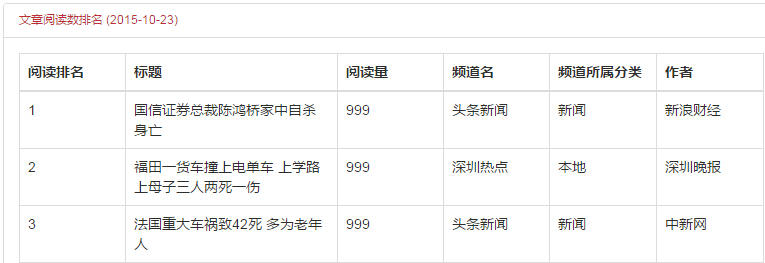 文章阅读数排名 (2015-10-23)
阅读排名 标题 阅读量 频道名 频道所属分类 作者
1 国信证券总裁陈鸿桥家中自杀 999 头条新闻 新闻 新浪财经
身亡
2 福田一货车撞上电单车 上学路 999 深圳热点 本地 深圳晚报
上母子三人两死一伤
3 法国重大车祸致42死 多为老年 999 头条新闻 新闻 中新网
人